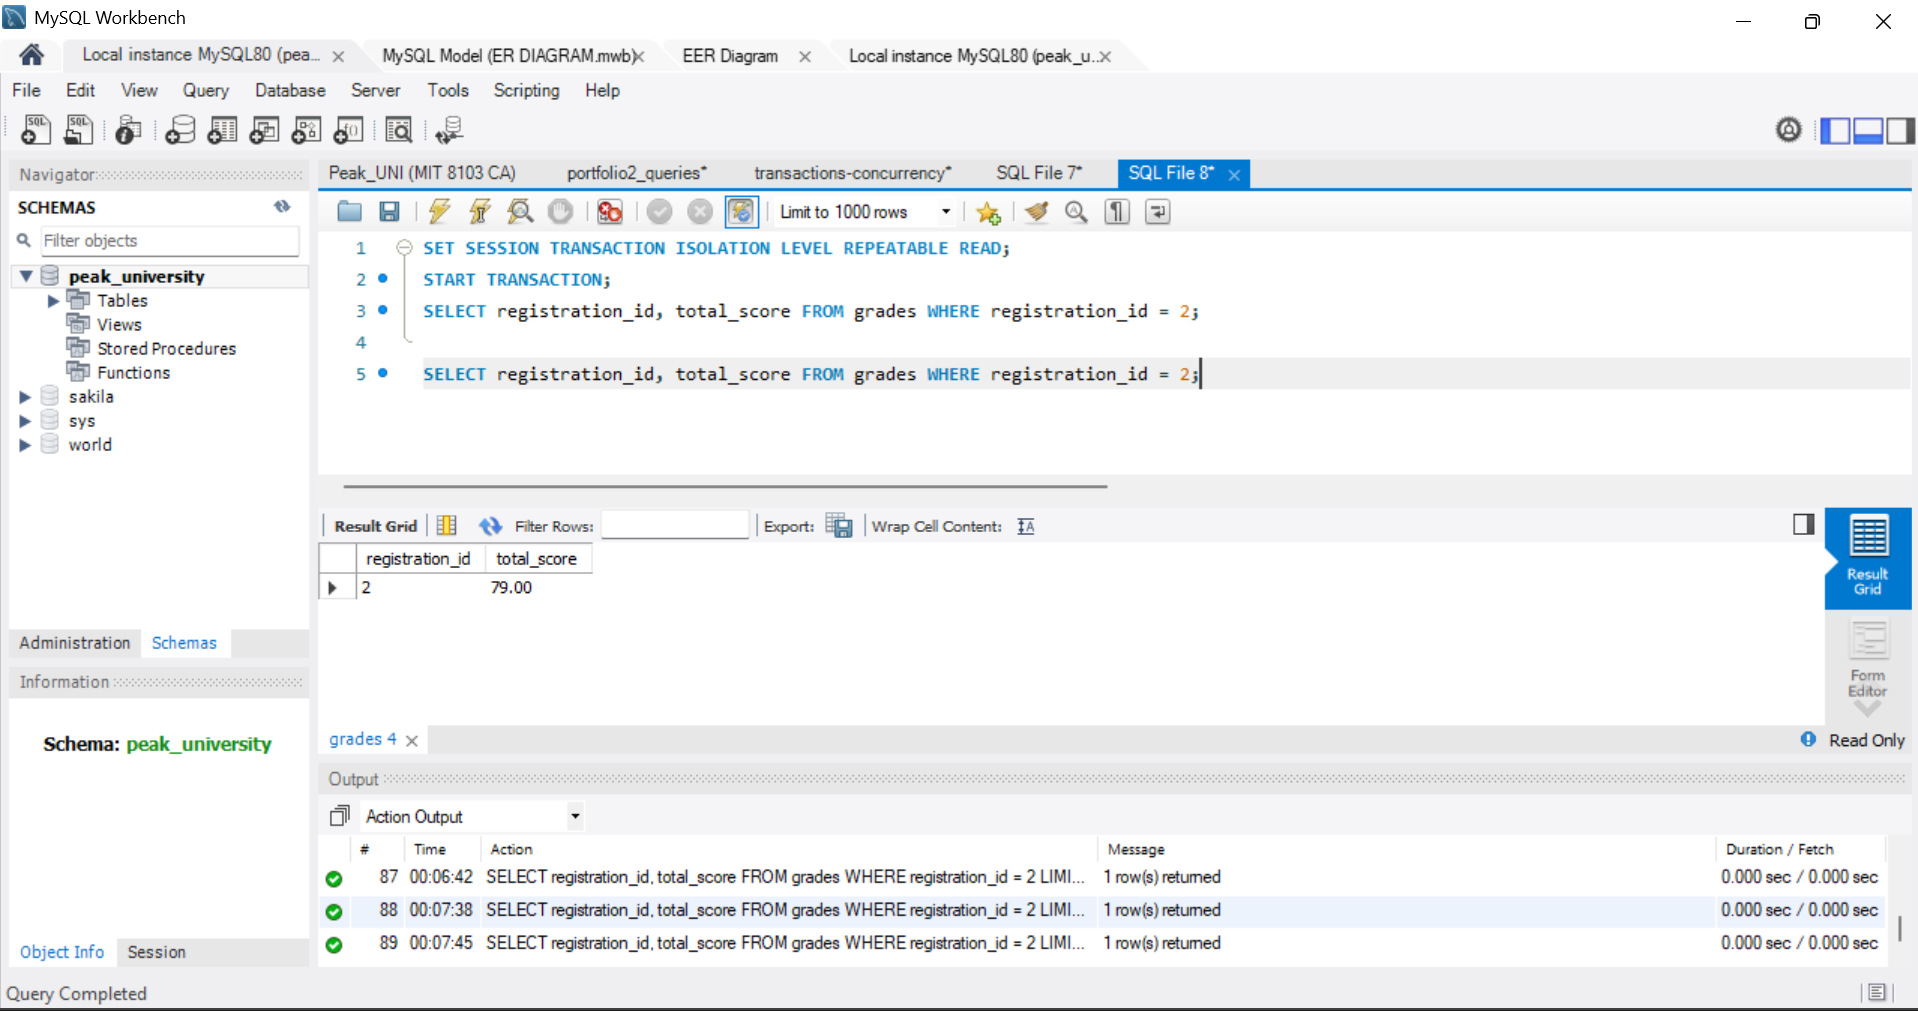 MySQL Workbench
Local instance MySQL80 (pea...
MySQL Model (ER DIAGRAM.mwb)
EER Diagram
Local instance MySQL80 (peak_u...
File Edit View Query Database Server Tools Scripting Help
Navigator
SCHEMAS
Filter objects
peak_university
Tables
Views
Stored Procedures
Functions
sakila
sys
world
Administration Schemas
Information
Schema: peak_university
Object Info Session
Peak_UNI (MIT 8103 CA) portfolio2_queries* transactions-concurrency* SQL File 7* SQL File 8*
Limit to 1000 rows
1 SET SESSION TRANSACTION ISOLATION LEVEL REPEATABLE READ;
2 START TRANSACTION;
3 SELECT registration_id, total_score FROM grades WHERE registration_id = 2;
4
5 SELECT registration_id, total_score FROM grades WHERE registration_id = 2;
Result Grid Filter Rows: Export: Wrap Cell Content:
registration_id total_score
2 79.00
Result
Grid
Form
Editor
grades 4
Read Only
Output
Action Output
# Time Action Message Duration / Fetch
87 00:06:42 SELECT registration_id, total_score FROM grades WHERE registration_id = 2 LIMI... 1 row(s) returned 0.000 sec / 0.000 sec
88 00:07:38 SELECT registration_id, total_score FROM grades WHERE registration_id = 2 LIMI... 1 row(s) returned 0.000 sec / 0.000 sec
89 00:07:45 SELECT registration_id, total_score FROM grades WHERE registration_id = 2 LIMI... 1 row(s) returned 0.000 sec / 0.000 sec
Query Completed